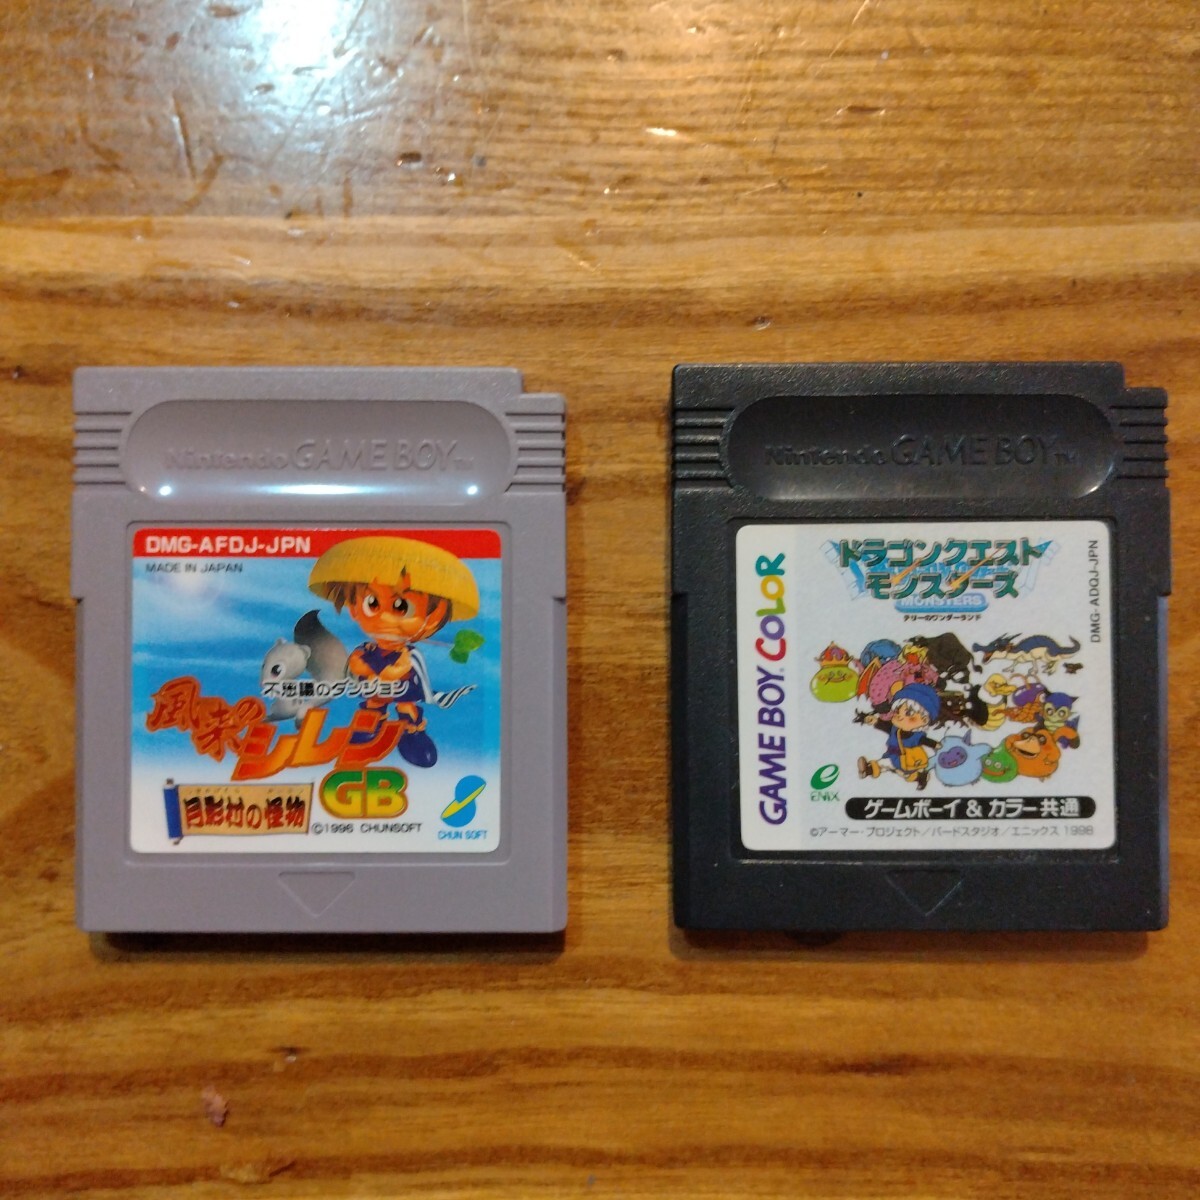 Nintendo GAME BOY TM
DMG-AFDJ-JPN
MADE IN JAPAN
不思議のダンジョン
風来の
シレン
GB
月影村の怪物
©1996 CHUNSOFT
CHUN SOFT
Nintendo GAME BOY TM
GAME BOY COLOR
ドラゴンクエスト
モンスターズ
MONSTERS
テリーのワンダーランド
DMG-ADQJ-JPN
ENIX
ゲームボーイ & カラー共通
©アーマー・プロジェクト/バードスタジオ/エニックス 1998